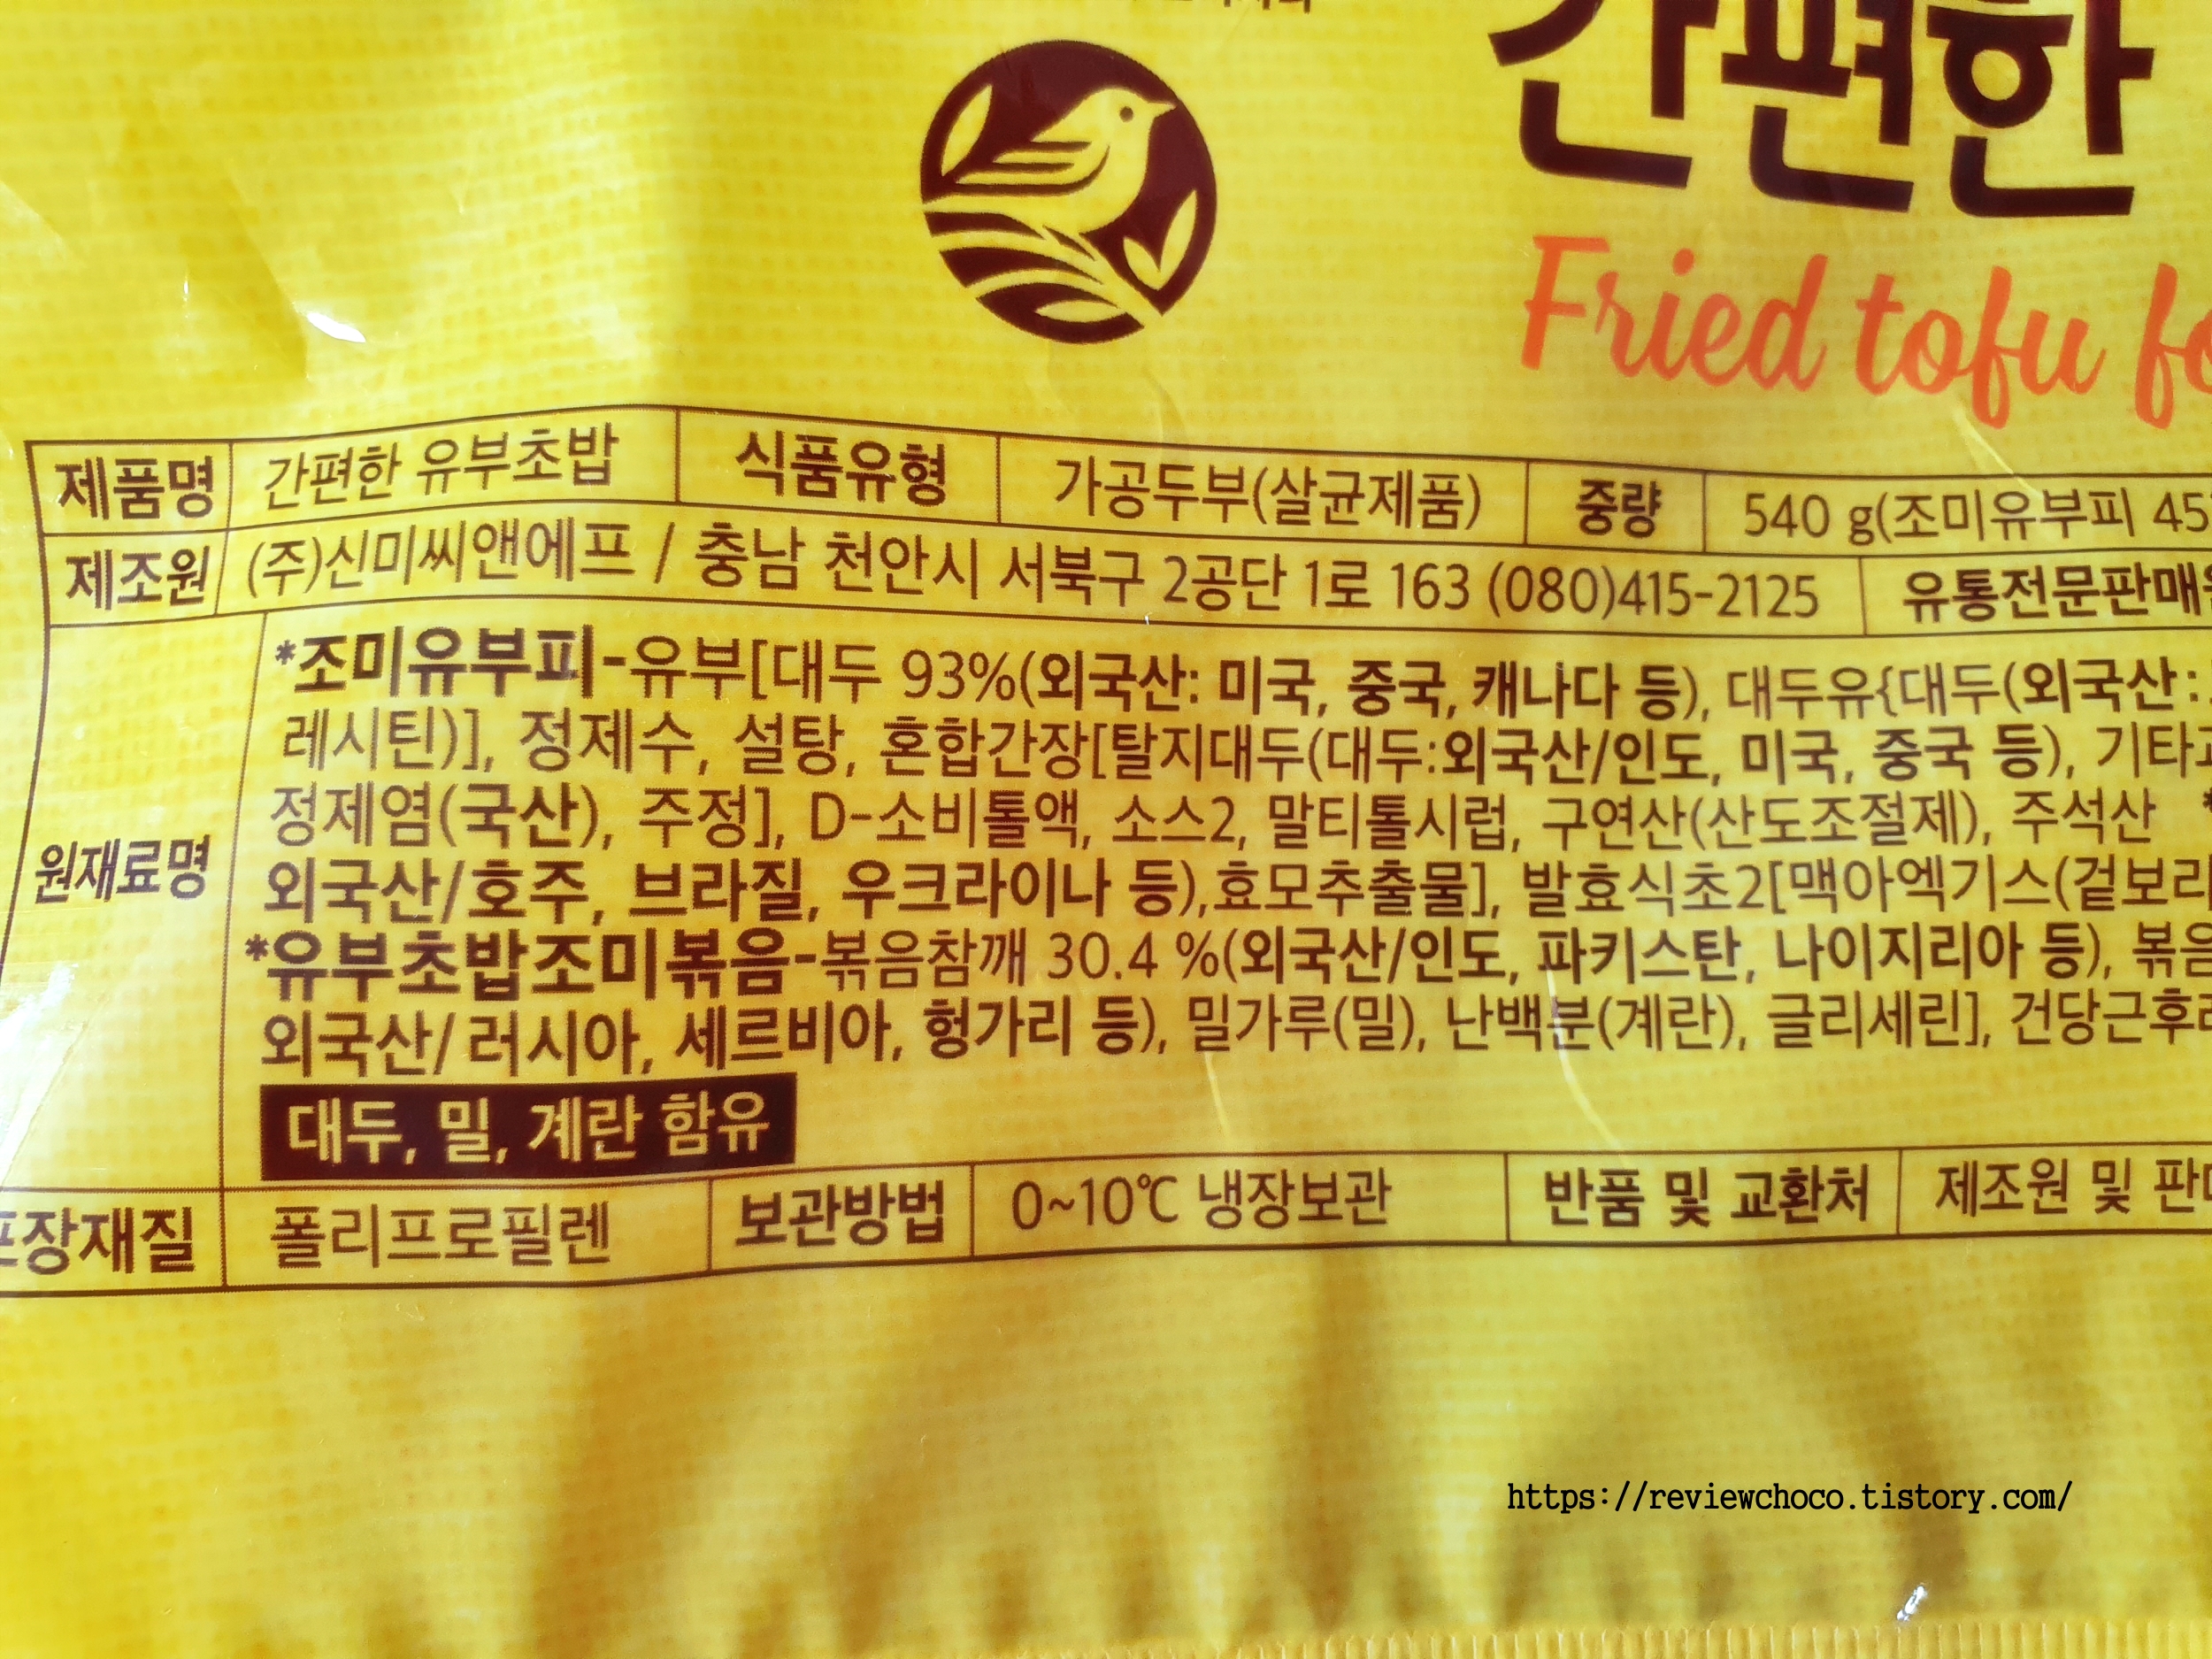 간편한
Fried tofu
제품명 간편한 유부초밥 식품유형 가공두부(살균제품) 중량 540 g(조미유부피 45
제조원 (주)신미씨앤에프 / 충남 천안시 서북구 2공단 1로 163 (080)415-2125 유통전문판매원
원재료명
*조미유부피-유부[대두 93%(외국산: 미국, 중국, 캐나다 등), 대두유{대두(외국산:
레시틴)], 정제수, 설탕, 혼합간장[탈지대두(대두:외국산/인도, 미국, 중국 등), 기타
정제염(국산), 주정], D-소비톨액, 소스2, 말티톨시럽, 구연산(산도조절제), 주석산 *
외국산/호주, 브라질, 우크라이나 등),효모추출물], 발효식초2[맥아엑기스(겉보리
*유부초밥조미볶음-볶음참깨 30.4 %(외국산/인도, 파키스탄, 나이지리아 등), 볶음
외국산/러시아, 세르비아, 헝가리 등), 밀가루(밀), 난백분(계란), 글리세린], 건당근후
대두, 밀, 계란 함유
장재질 폴리프로필렌 보관방법 0~10℃ 냉장보관 반품 및 교환처 제조원 및 판
https://reviewchoco.tistory.com/